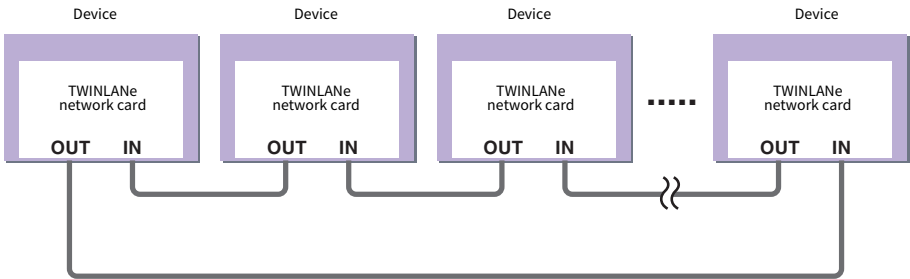 Device
Device
Device
Device
TWINLANe
network card
TWINLANe
network card
TWINLANe
network card
.....
TWINLANe
network card
OUT IN
OUT IN
OUT IN
OUT IN